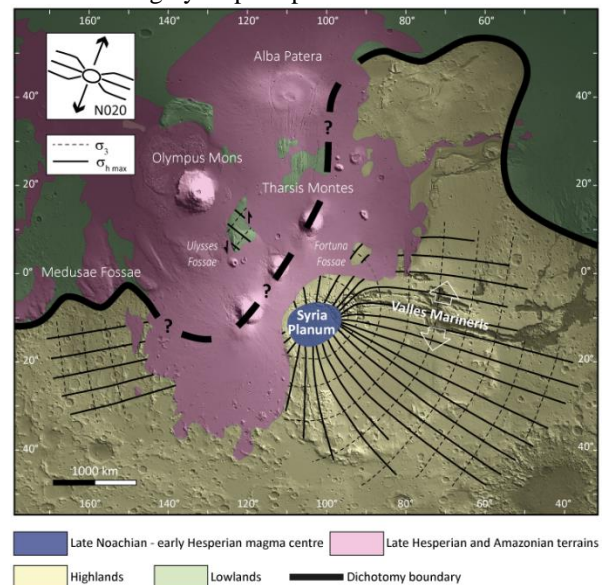 160° 140° 120° 100° 80° 60°
N020
σ3
σh max
Alba Patera
40°
40°
?
Olympus Mons
20°
Tharsis Montes
20°
Ulysses
Fossae
Fortuna
Fossae
0°
Medusae Fossae
?
0°
Syria
Planum
Valles Marineris
?
20°
20°
40°
40°
1000 km
160° 140° 120° 100° 80° 60°
Late Noachian - early Hesperian magma centre
Late Hesperian and Amazonian terrains
Highlands
Lowlands
Dichotomy boundary